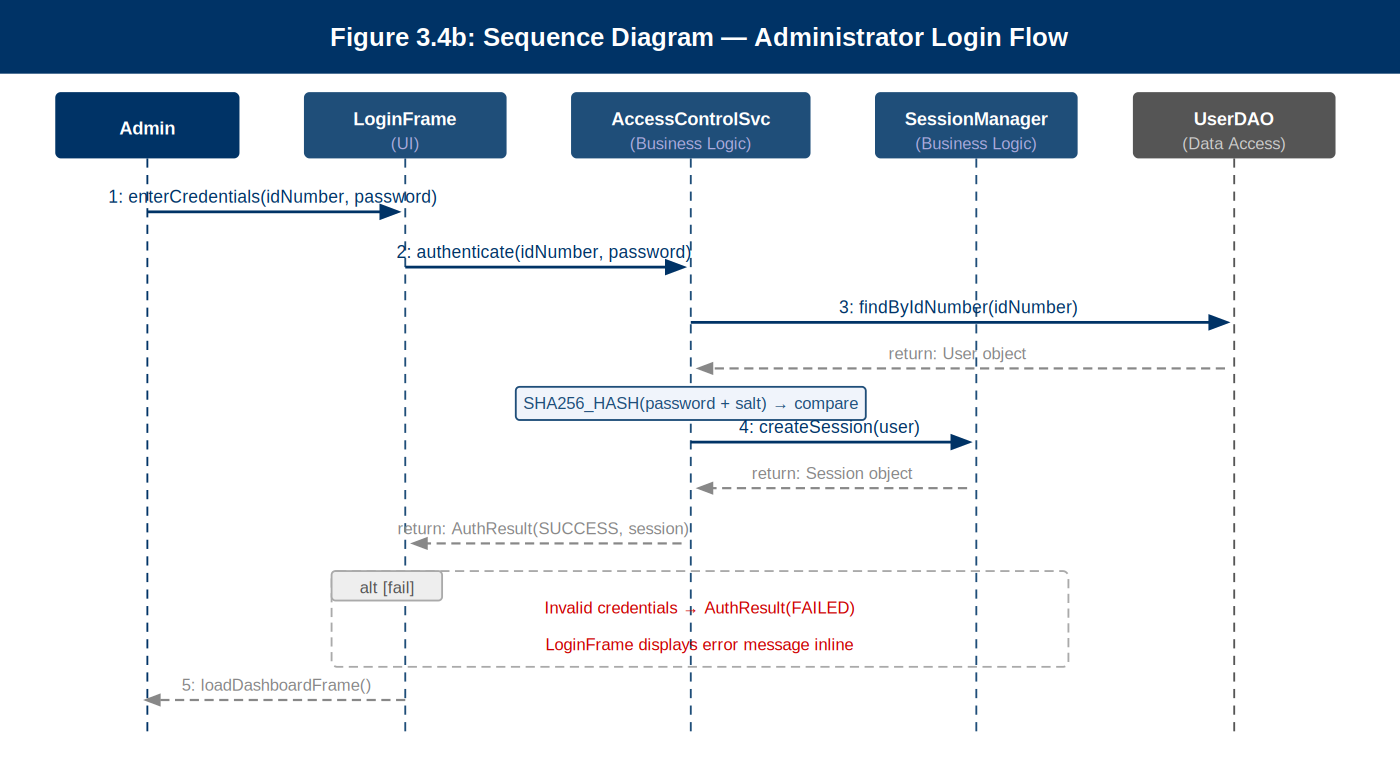 Figure 3.4b: Sequence Diagram — Administrator Login Flow
Admin
LoginFrame
(UI)
AccessControlSvc
(Business Logic)
SessionManager
(Business Logic)
UserDAO
(Data Access)
1: enterCredentials(idNumber, password)
2: authenticate(idNumber, password)
3: findByIdNumber(idNumber)
return: User object
SHA256_HASH(password + salt) → compare
4: createSession(user)
return: Session object
return: AuthResult(SUCCESS, session)
alt [fail]
Invalid credentials → AuthResult(FAILED)
LoginFrame displays error message inline
5: loadDashboardFrame()